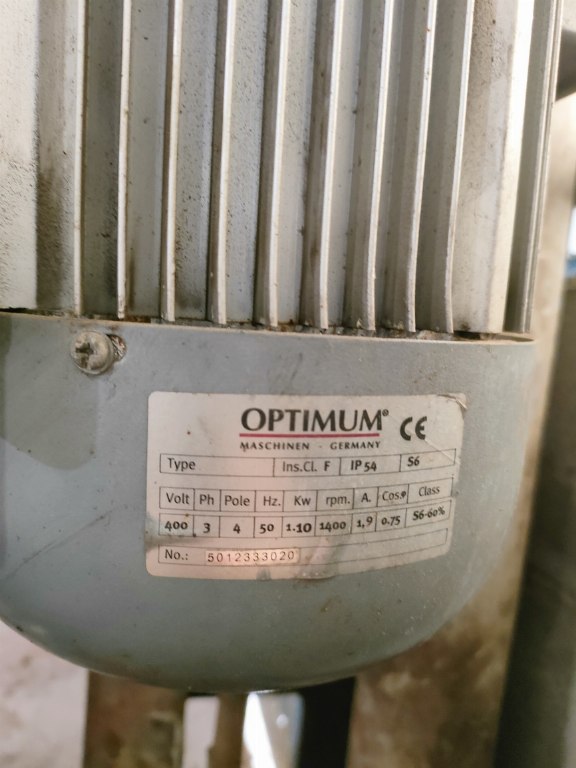 OPTIMUM® CE
MASCHINEN - GERMANY
Type Ins.Cl. F IP 54 S6
Volt Ph Pole Hz. Kw rpm. A. Cosφ Class
400 3 4 50 1.10 1400 1,9 0.75 S6-60%
No.: 5012333020